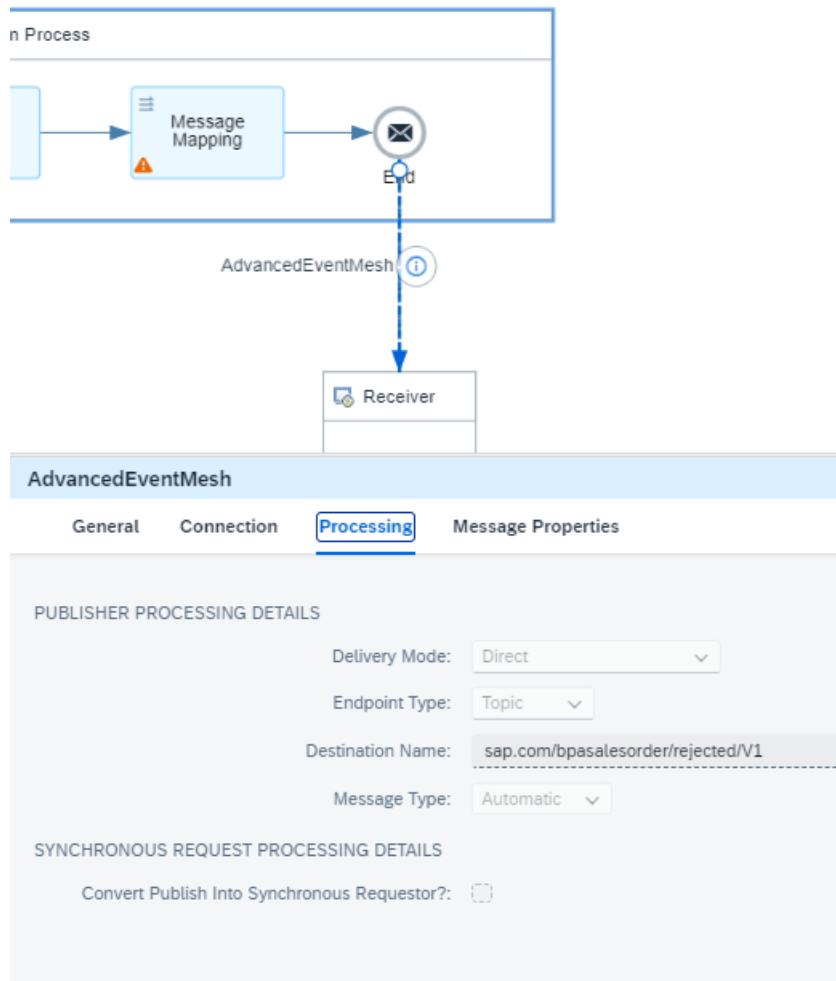 n Process
Message
Mapping
End
AdvancedEventMesh
Receiver
AdvancedEventMesh
General Connection Processing Message Properties
PUBLISHER PROCESSING DETAILS
Delivery Mode: Direct
Endpoint Type: Topic
Destination Name: sap.com/bpasalesorder/rejected/V1
Message Type: Automatic
SYNCHRONOUS REQUEST PROCESSING DETAILS
Convert Publish Into Synchronous Requestor?: